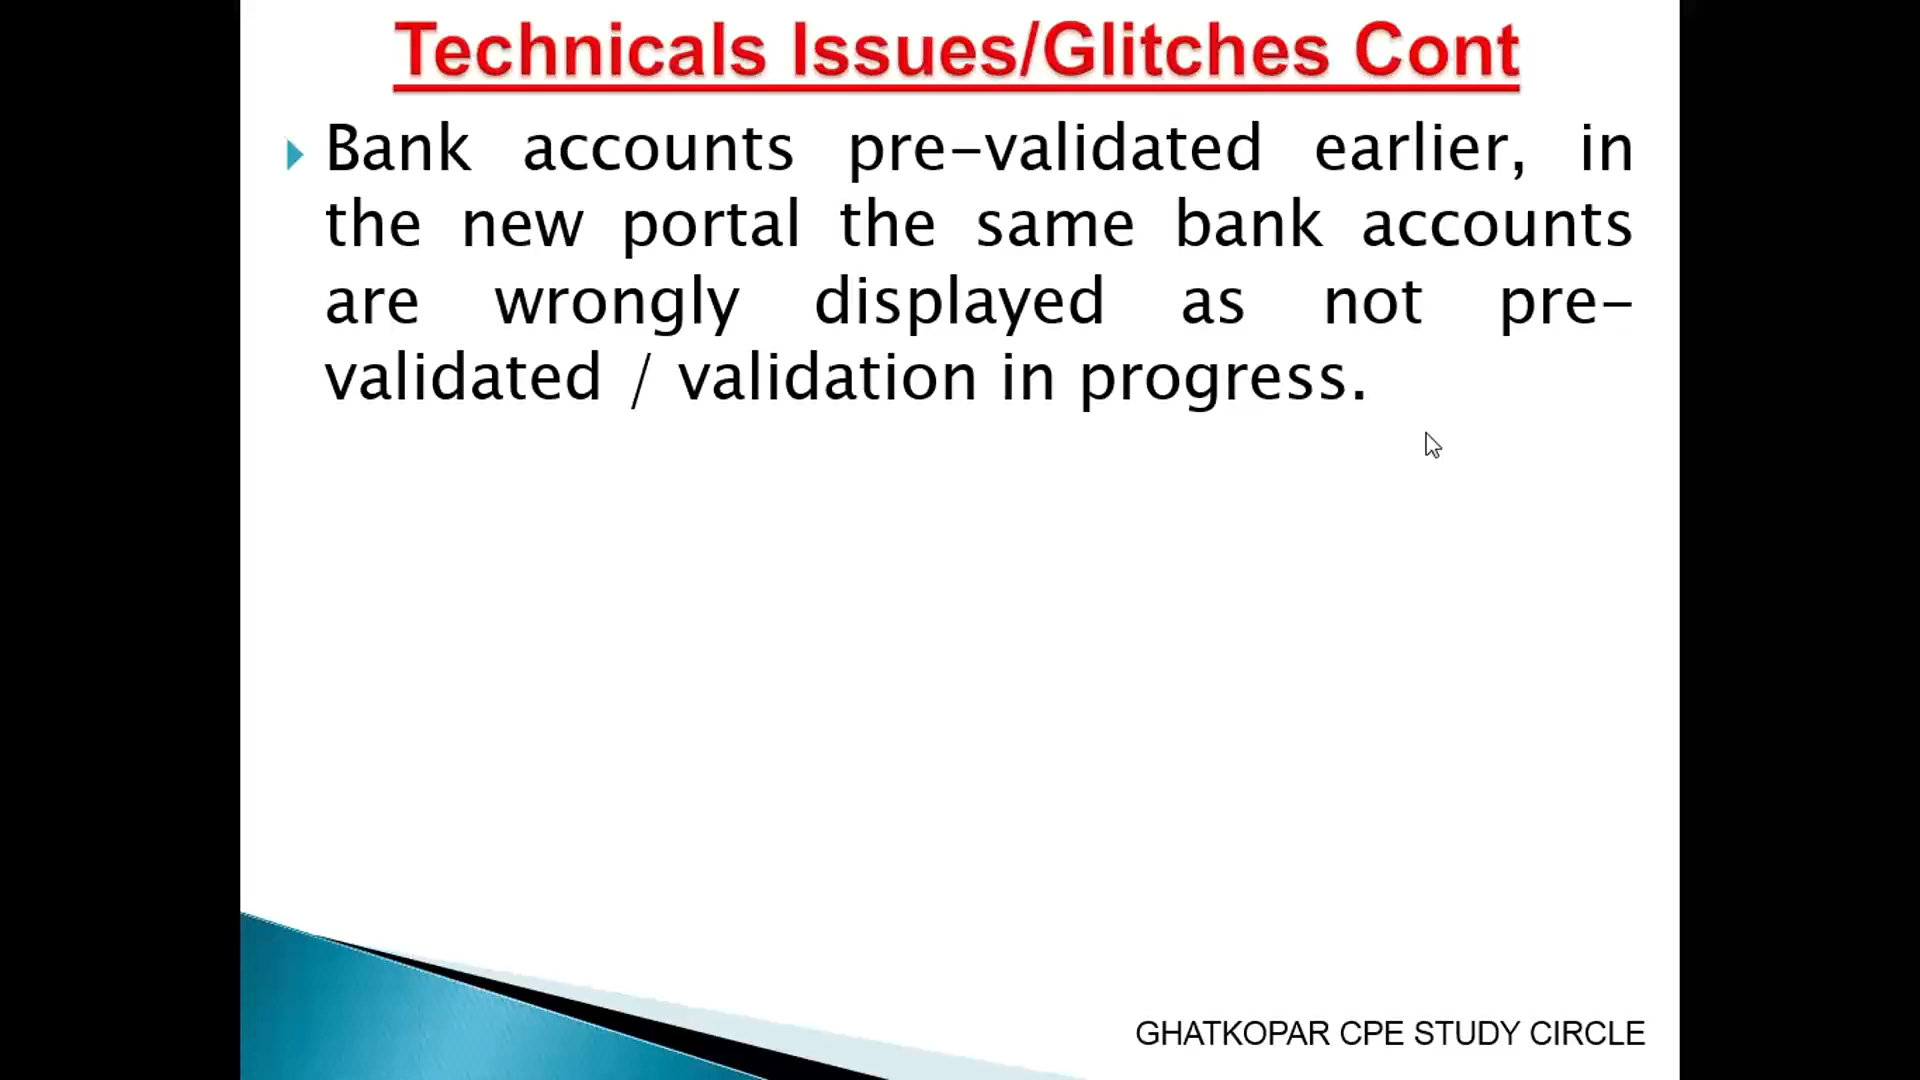 Technicals Issues/Glitches Cont
Bank accounts pre-validated earlier, in
the new portal the same bank accounts
are wrongly displayed as not pre-
validated / validation in progress.
GHATKOPAR CPE STUDY CIRCLE